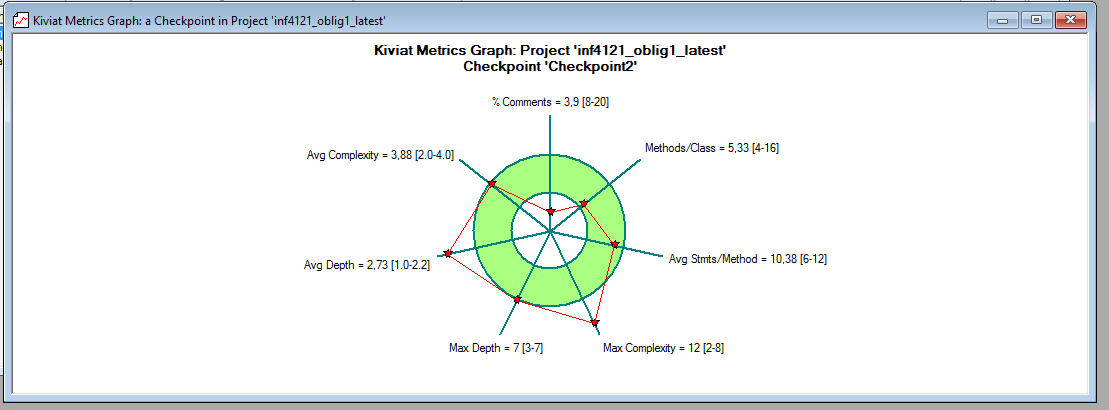 Kiviat Metrics Graph: a Checkpoint in Project 'inf4121_oblig1_latest'
Kiviat Metrics Graph: Project 'inf4121_oblig1_latest'
Checkpoint 'Checkpoint2'
% Comments = 3,9 [8-20]
Methods/Class = 5,33 [4-16]
Avg Complexity = 3,88 [2.0-4.0]
Avg Stmts/Method = 10,38 [6-12]
Avg Depth = 2,73 [1.0-2.2]
Max Depth = 7 [3-7]
Max Complexity = 12 [2-8]